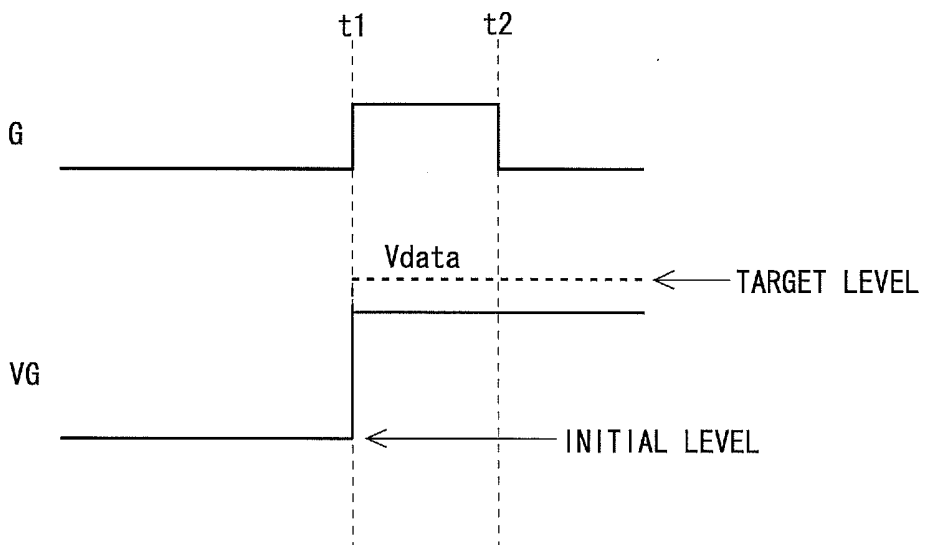 t1 t2
G
Vdata
TARGET LEVEL
VG
INITIAL LEVEL